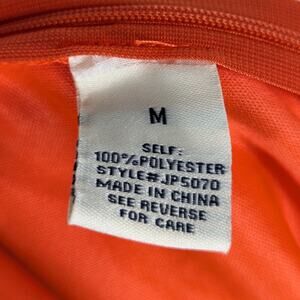 M
SELF:
100%POLYESTER
STYLE#JP5070
MADE IN CHINA
SEE REVERSE
FOR CARE